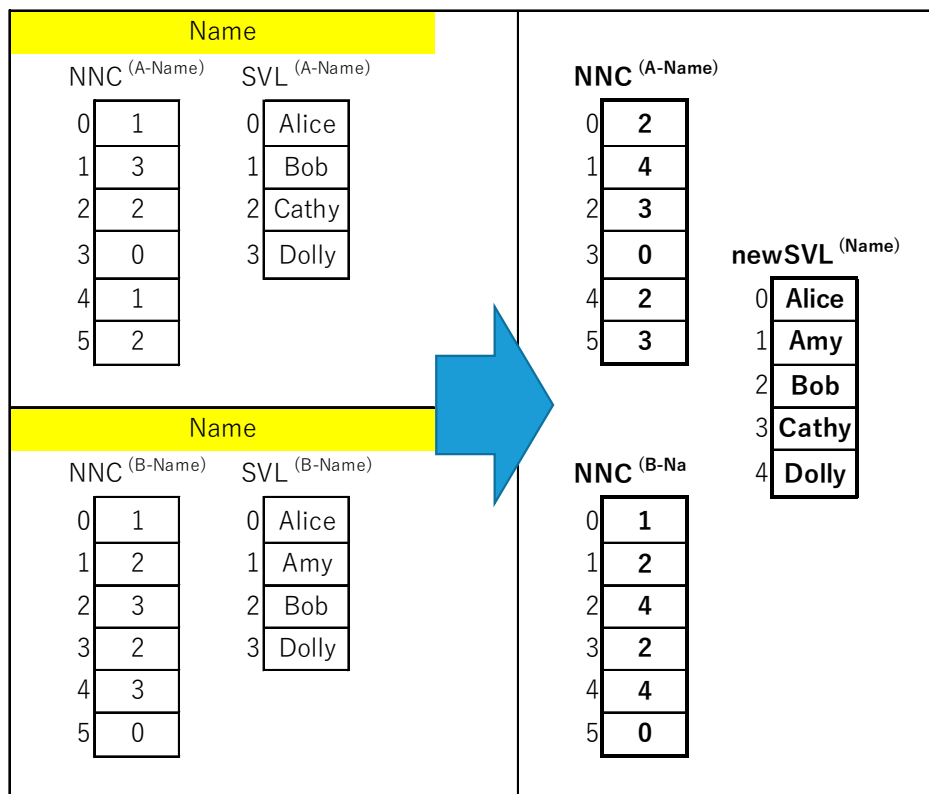 Name
NNC (A-Name) SVL (A-Name)
0 1 0 Alice
1 3 1 Bob
2 2 2 Cathy
3 0 3 Dolly
4 1
5 2
Name
NNC (B-Name) SVL (B-Name)
0 1 0 Alice
1 2 1 Amy
2 3 2 Bob
3 2 3 Dolly
4 3
5 0
NNC (A-Name)
0 2
1 4
2 3
3 0
4 2
5 3
newSVL (Name)
0 Alice
1 Amy
2 Bob
3 Cathy
4 Dolly
NNC (B-Na
0 1
1 2
2 4
3 2
4 4
5 0